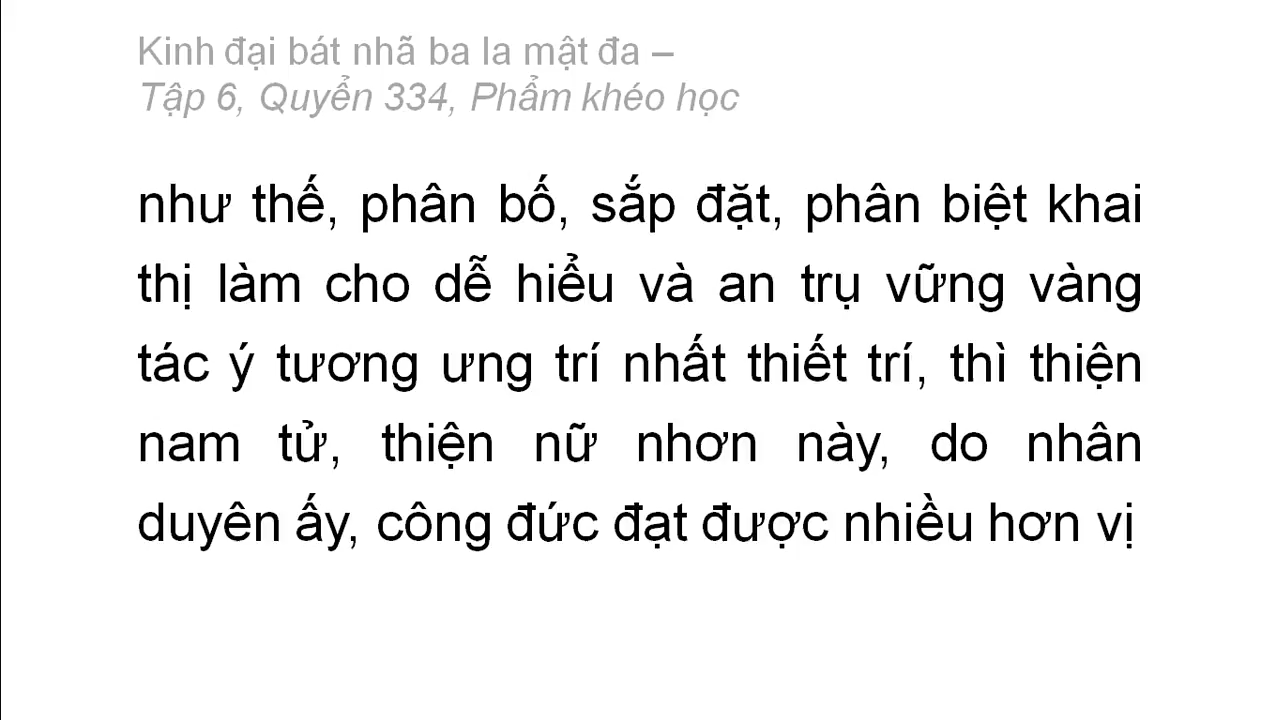 Kinh đại bát nhã ba la mật đa –
Tập 6, Quyển 334, Phẩm khéo học
như thế, phân bố, sắp đặt, phân biệt khai
thị làm cho dễ hiểu và an trụ vững vàng
tác ý tương ưng trí nhất thiết trí, thì thiện
nam tử, thiện nữ nhơn này, do nhân
duyên ấy, công đức đạt được nhiều hơn vị